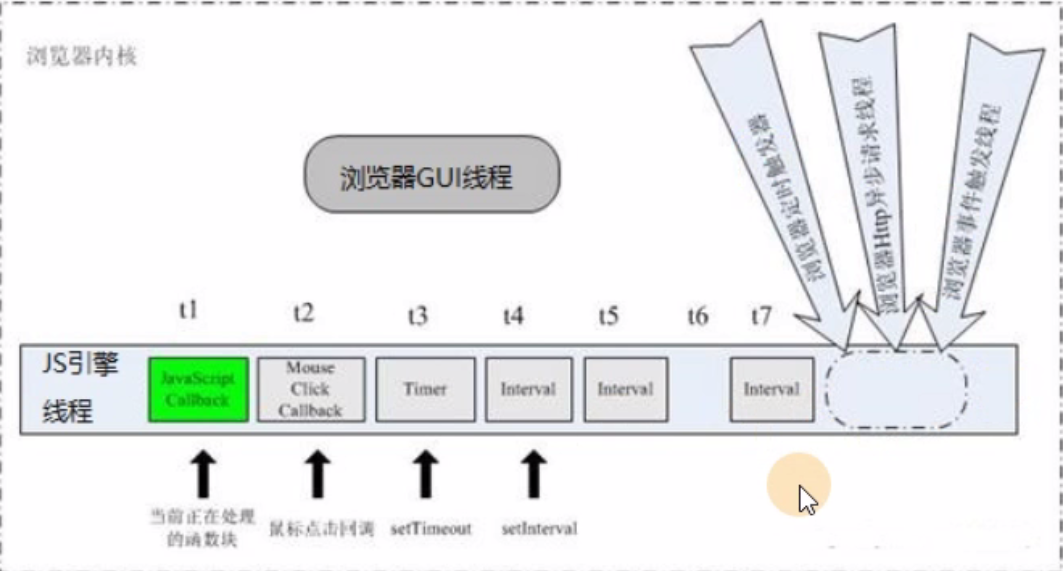 浏览器内核
浏览器GUI线程
浏览器定时触发器
浏览器Http异步请求线程
浏览器事件触发线程
t1
t2
t3
t4
t5
t6
t7
JS引擎
线程
JavaScript
Callback
Mouse
Click
Callback
Timer
Interval
Interval
Interval
当前正在处理
的函数块
鼠标点击回调
setTimeout
setInterval